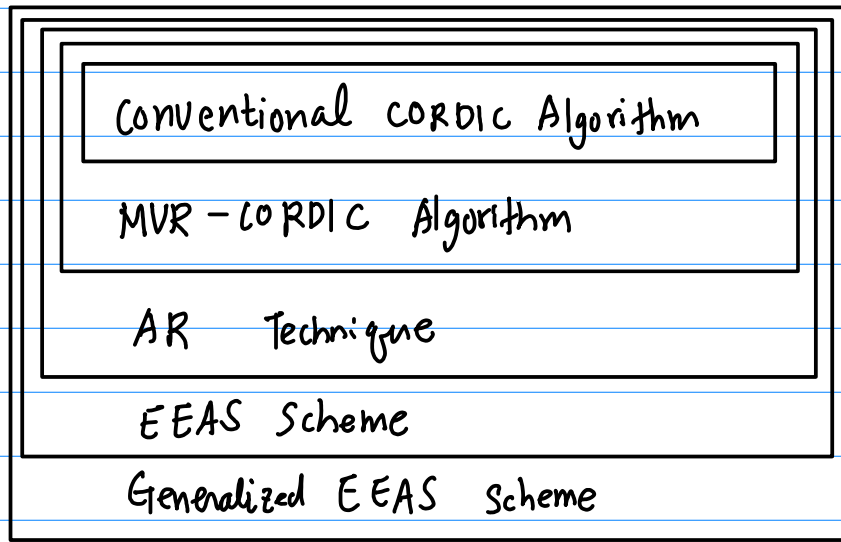 Conventional CORDIC Algorithm
MVR-CORDIC Algorithm
AR Technique
EEAS Scheme
Generalized EEAS scheme